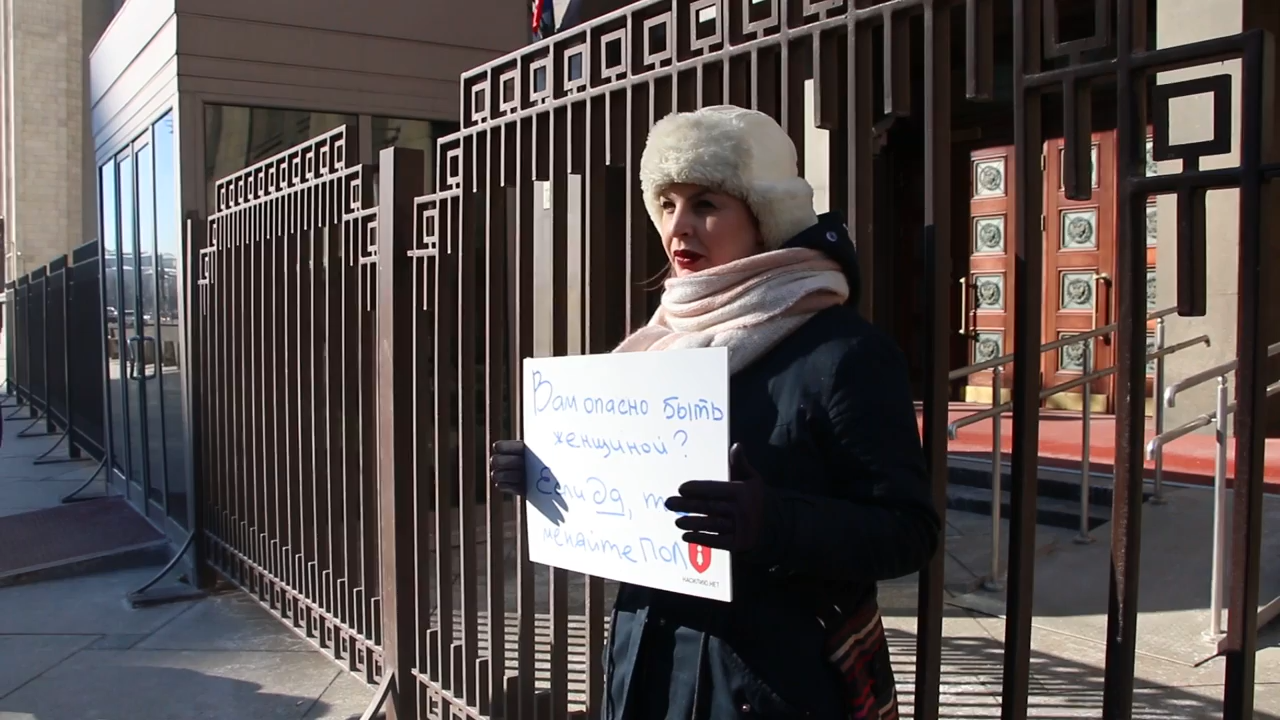 Вам опасно быть
женщиной?
Если да, т
меняйте пол
НАСИЛИЮ.НЕТ